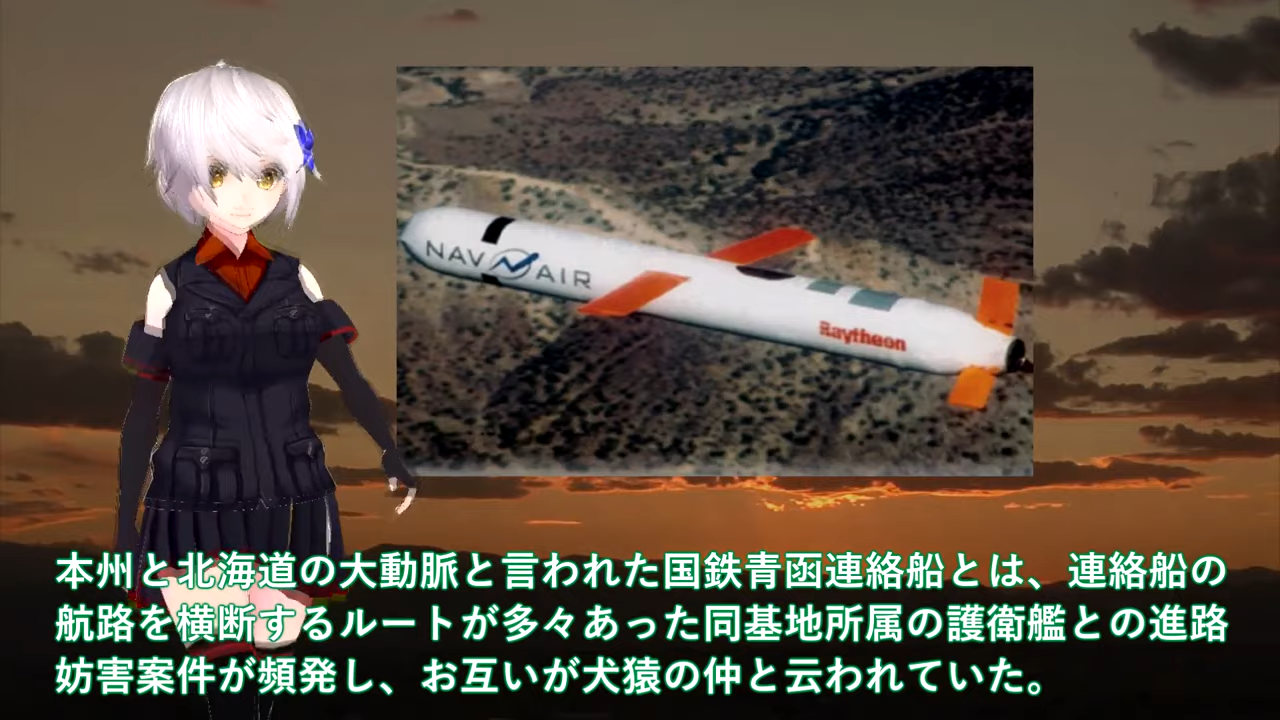 NAV AIR
Raytheon
本州と北海道の大動脈と言われた国鉄青函連絡船とは、連絡船の
航路を横断するルートが多々あった同基地所属の護衛艦との進路
妨害案件が頻発し、お互いが犬猿の仲と云われていた。